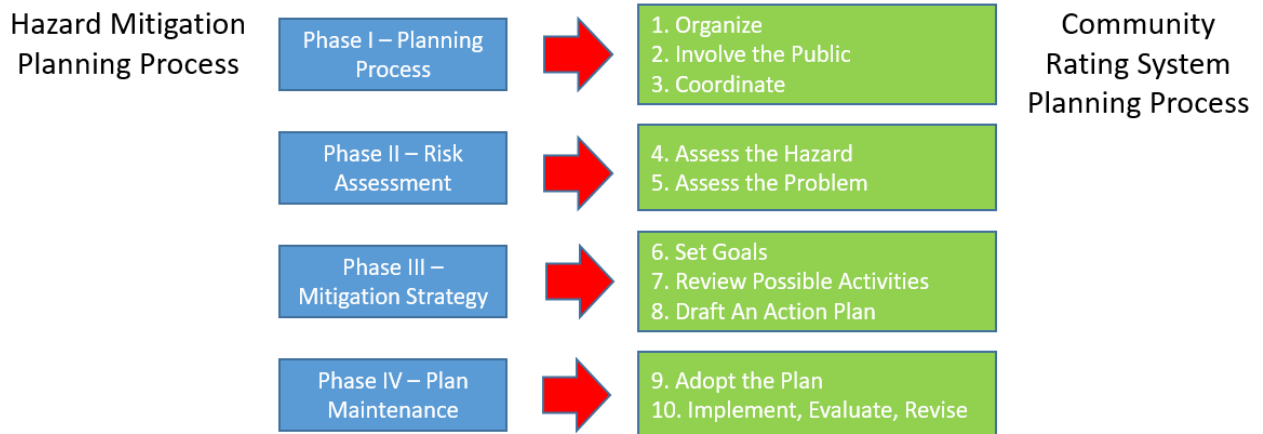 Hazard Mitigation
Planning Process
Phase I – Planning
Process
1. Organize
2. Involve the Public
3. Coordinate
Community
Rating System
Planning Process
Phase II – Risk
Assessment
4. Assess the Hazard
5. Assess the Problem
Phase III –
Mitigation Strategy
6. Set Goals
7. Review Possible Activities
8. Draft An Action Plan
Phase IV – Plan
Maintenance
9. Adopt the Plan
10. Implement, Evaluate, Revise